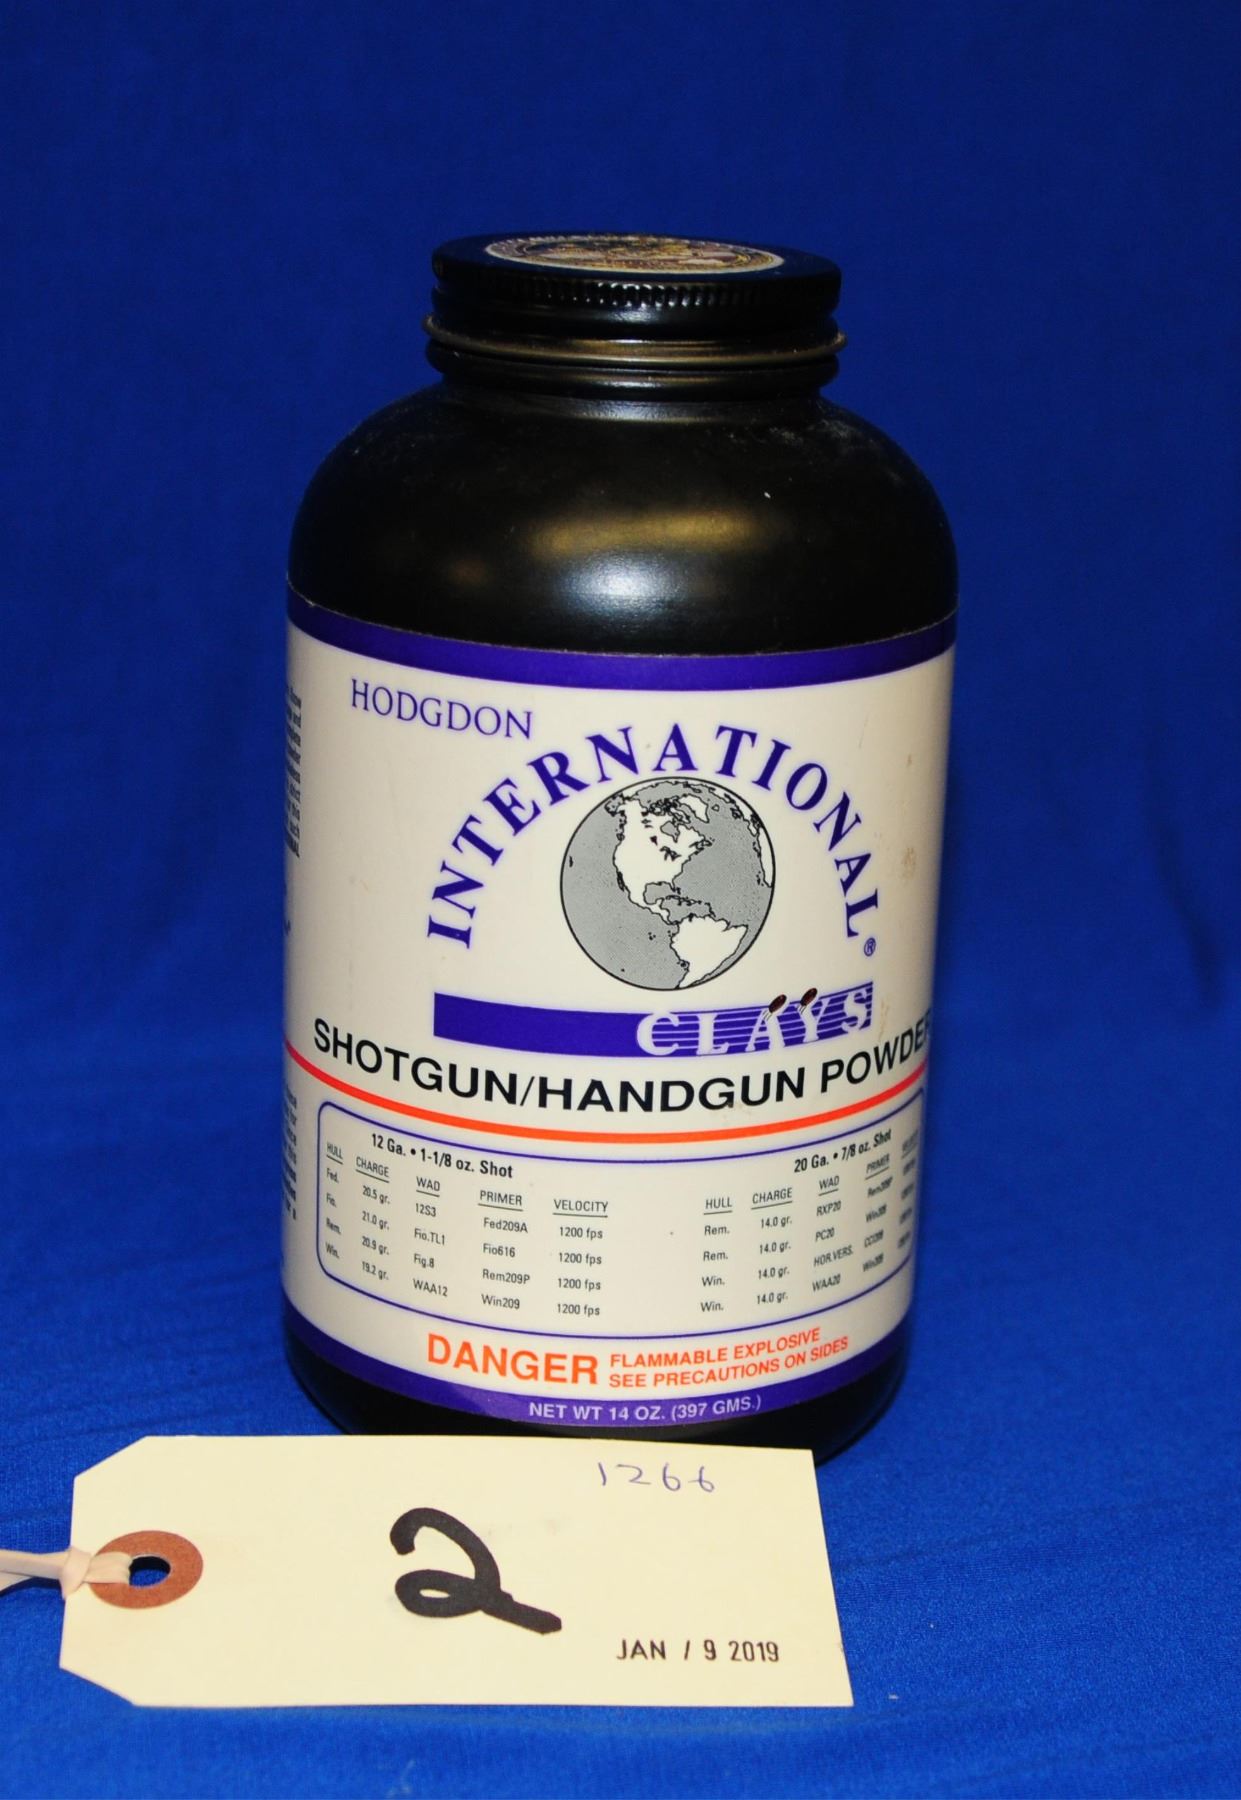 HODGDON
INTERNATIONAL®
CLAYS
SHOTGUN/HANDGUN POWDER
12 Ga. • 1-1/8 oz. Shot
HULL CHARGE WAD PRIMER VELOCITY
Fed. 20.5 gr. 12S3 Fed209A 1200 fps
Fio. 21.0 gr. Fio.TL1 Fio616 1200 fps
Rem. 20.9 gr. Fig.8 Rem209P 1200 fps
Win. 19.2 gr. WAA12 Win209 1200 fps
20 Ga. • 7/8 oz. Shot
HULL CHARGE WAD PRIMER
Rem. 14.0 gr. RXP20 Rem209P
Rem. 14.0 gr. PC20 Win209
Win. 14.0 gr. HOR.VERS. CCI209
Win. 14.0 gr. WAA20 Win209
DANGER FLAMMABLE EXPLOSIVE
SEE PRECAUTIONS ON SIDES
NET WT 14 OZ. (397 GMS.)
1266
2
JAN / 9 2019